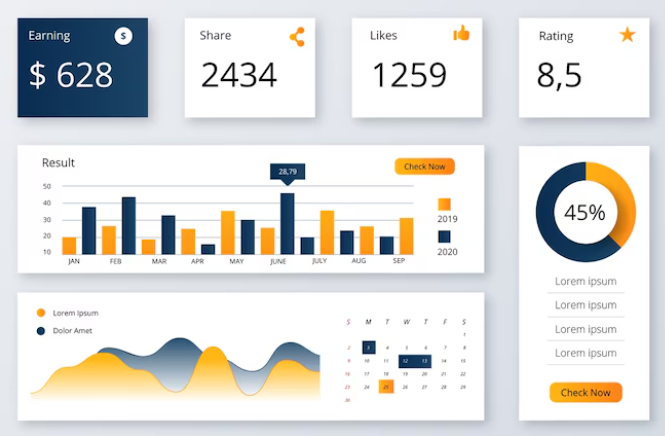 Earning
$
$ 628
Share
2434
Likes
1259
Rating
8,5
Result
Check Now
28,79
50
40
30
20
10
JAN FEB MAR APR MAY JUNE JULY AUG SEP
2019
2020
45%
Lorem ipsum
Lorem ipsum
Lorem ipsum
Lorem ipsum
Check Now
Lorem Ipsum
Dolor Amet
S M T W T F S
1
2 3 4 5 6 7 8
9 10 11 12 13 14 15
16 17 18 19 20 21 22
23 24 25 26 27 28 29
30